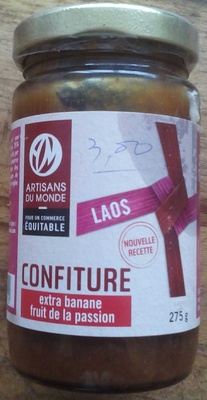 3,00
ARTISANS
DU MONDE
POUR UN COMMERCE
ÉQUITABLE
LAOS
NOUVELLE
RECETTE
CONFITURE
extra banane
fruit de la passion
275g